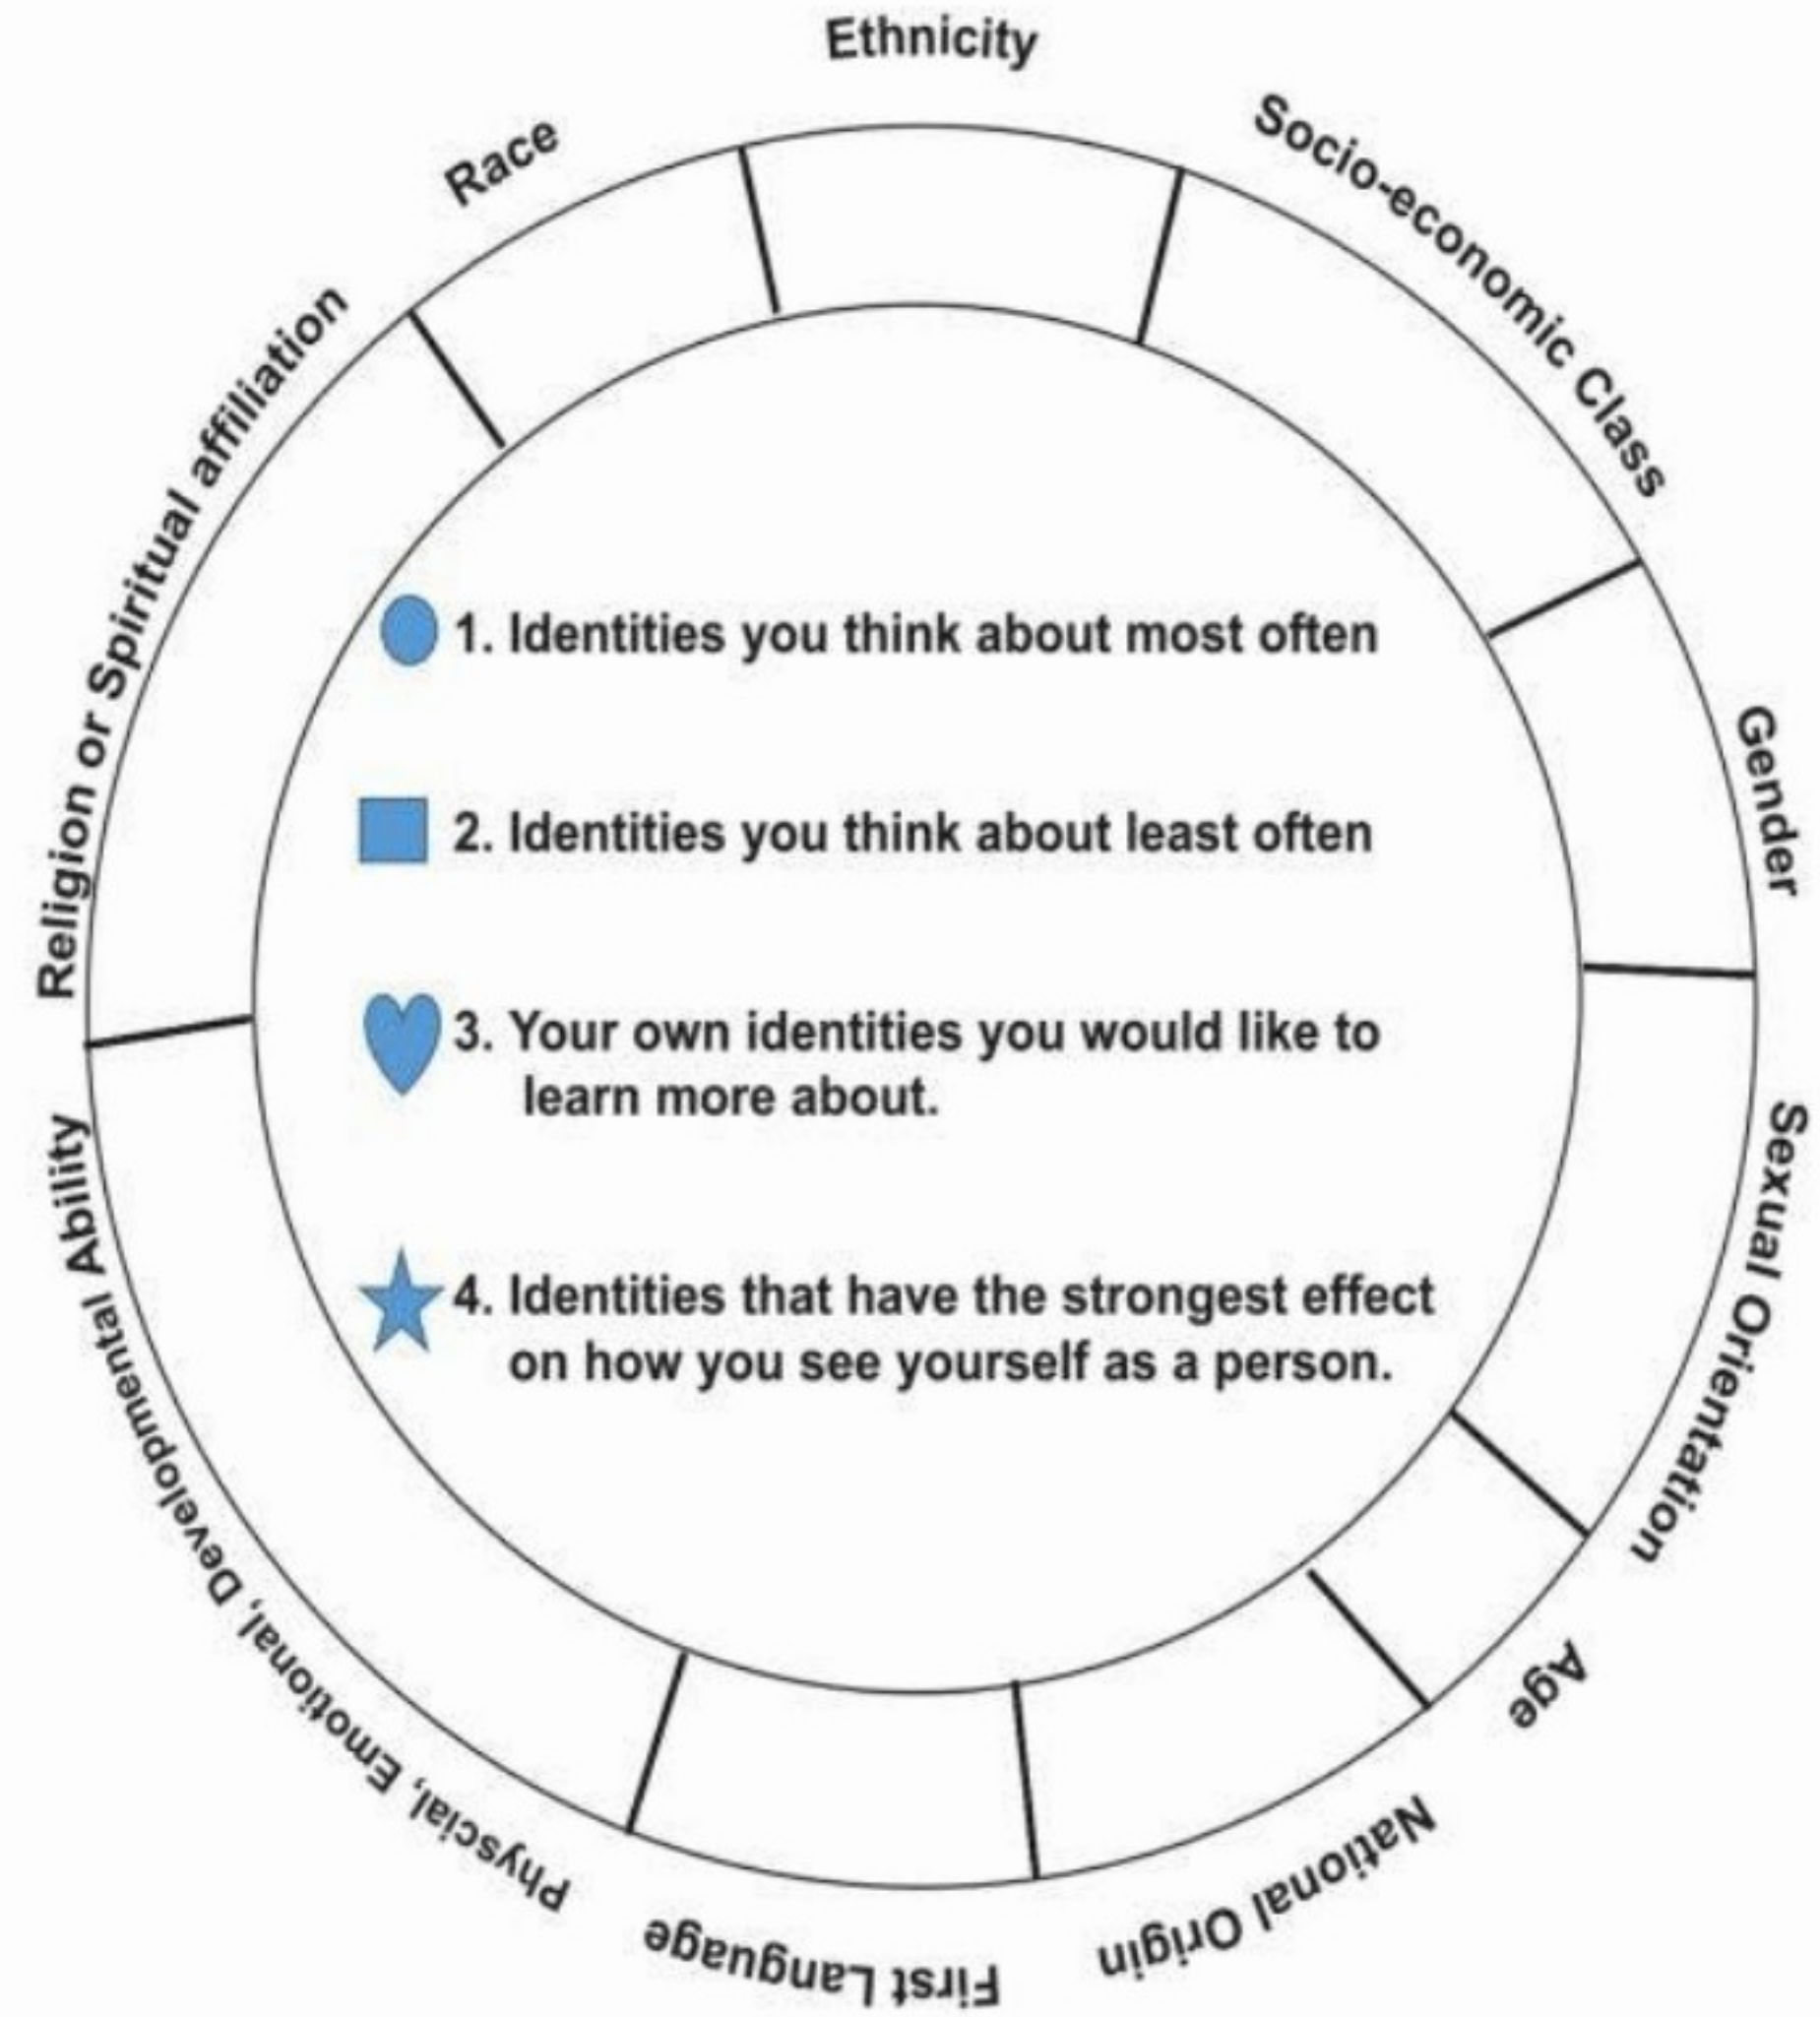 Ethnicity
Socio-economic Class
Gender
Sexual Orientation
Age
National Origin
First Language
Physcial, Emotional, Developmental Ability
Religion or Spiritual affiliation
Race
1. Identities you think about most often
2. Identities you think about least often
3. Your own identities you would like to
learn more about.
4. Identities that have the strongest effect
on how you see yourself as a person.